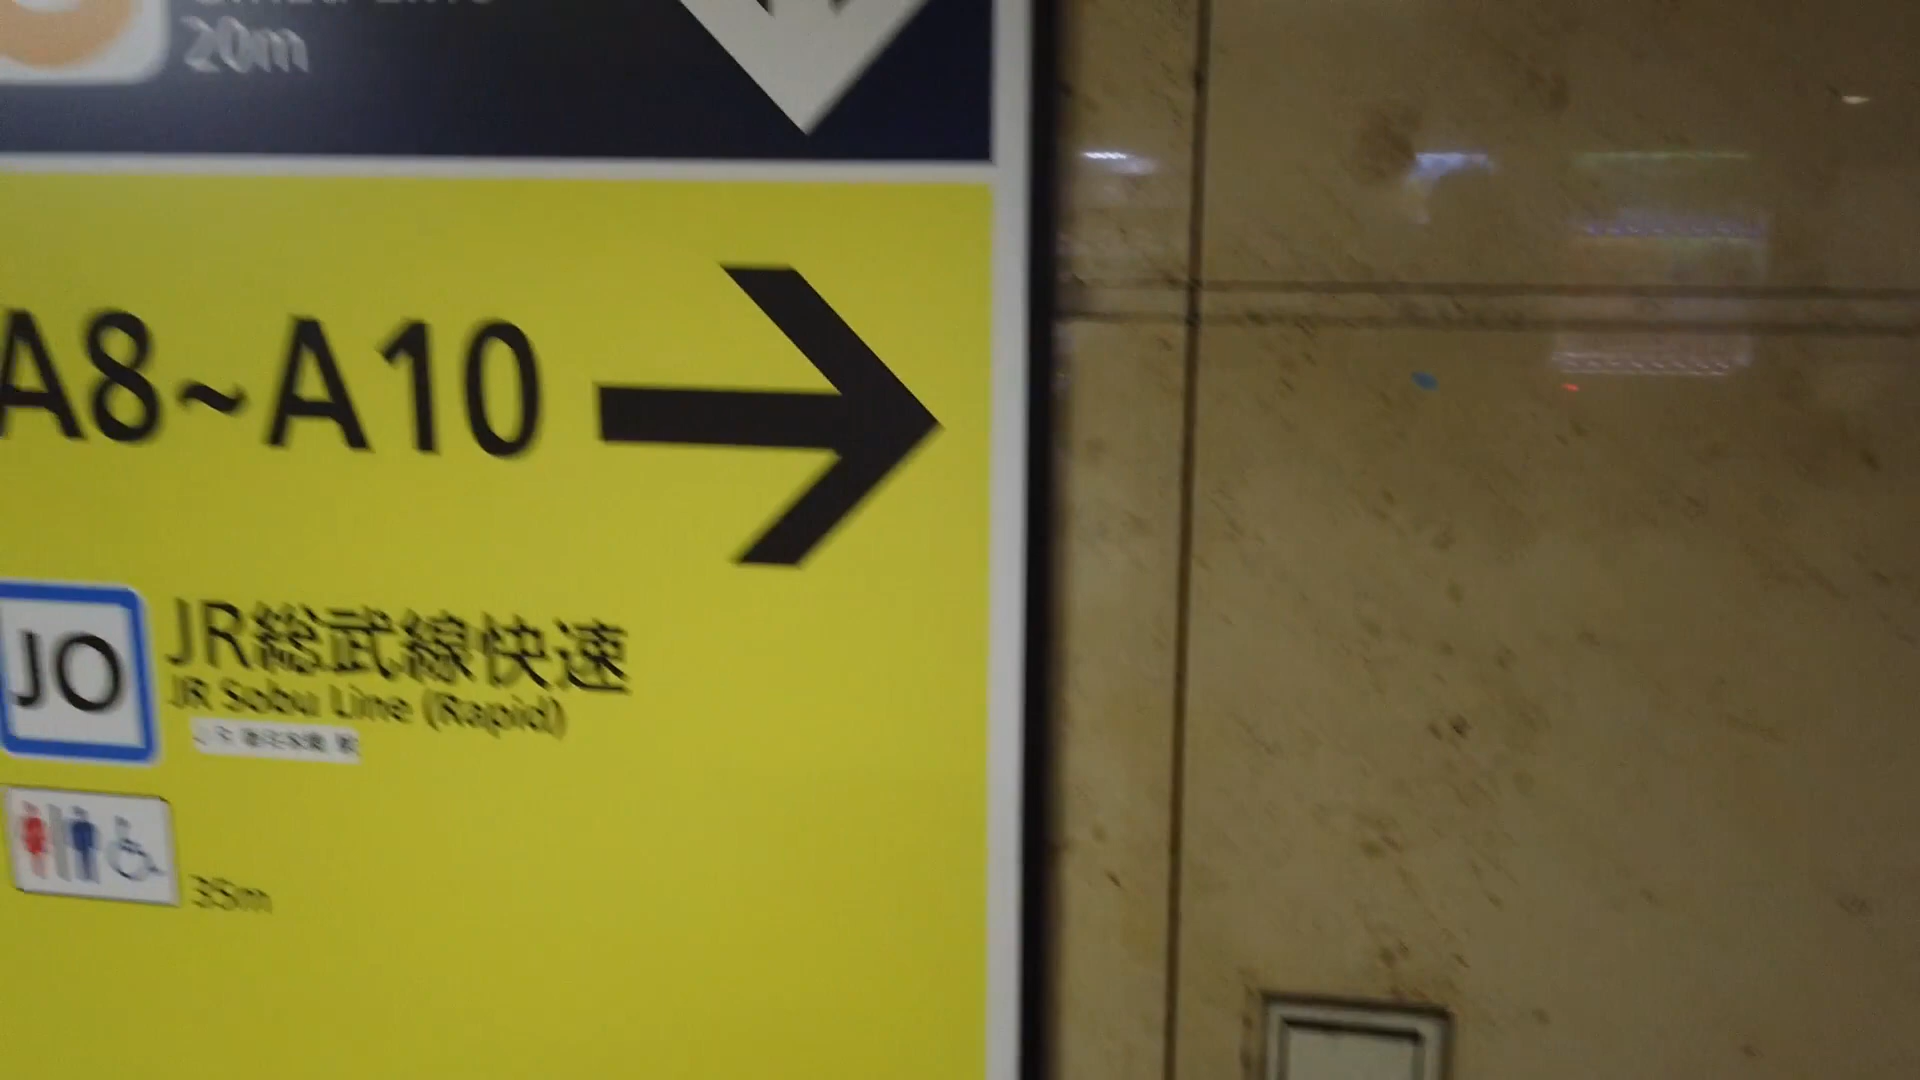 20m
A8~A10
JO
JR総武線快速
JR Sobu Line (Rapid)
35m